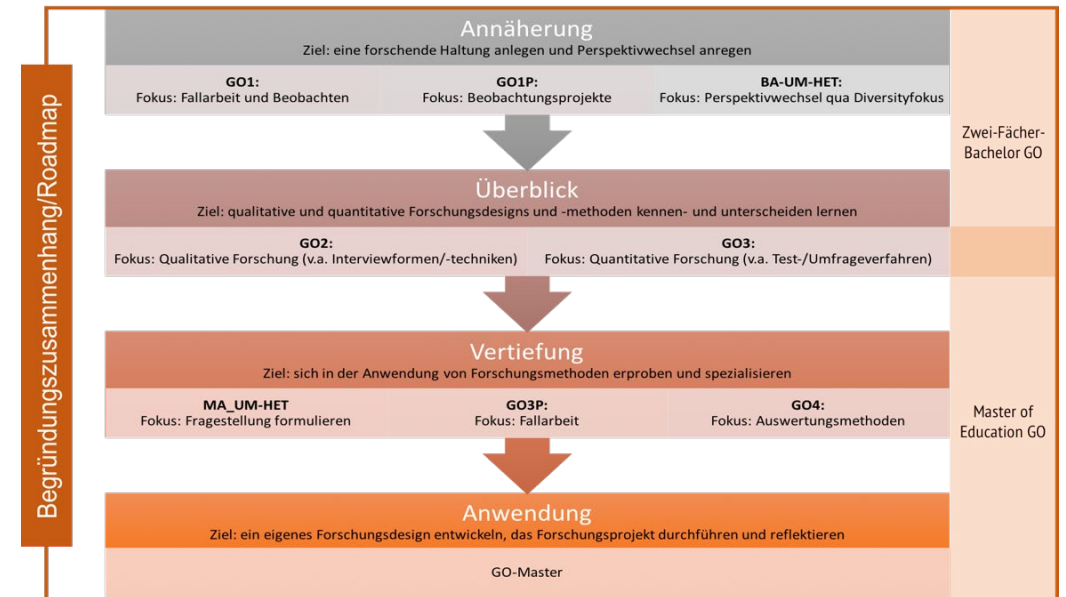 Begründungszusammenhang/Roadmap
Annäherung
Ziel: eine forschende Haltung anlegen und Perspektivwechsel anregen
GO1:
Fokus: Fallarbeit und Beobachten
GO1P:
Fokus: Beobachtungsprojekte
BA-UM-HET:
Fokus: Perspektivwechsel qua Diversityfokus
Zwei-Fächer-
Bachelor GO
Überblick
Ziel: qualitative und quantitative Forschungsdesigns und -methoden kennen- und unterscheiden lernen
GO2:
Fokus: Qualitative Forschung (v.a. Interviewformen/-techniken)
GO3:
Fokus: Quantitative Forschung (v.a. Test-/Umfrageverfahren)
Vertiefung
Ziel: sich in der Anwendung von Forschungsmethoden erproben und spezialisieren
MA_UM-HET
Fokus: Fragestellung formulieren
GO3P:
Fokus: Fallarbeit
GO4:
Fokus: Auswertungsmethoden
Master of
Education GO
Anwendung
Ziel: ein eigenes Forschungsdesign entwickeln, das Forschungsprojekt durchführen und reflektieren
GO-Master